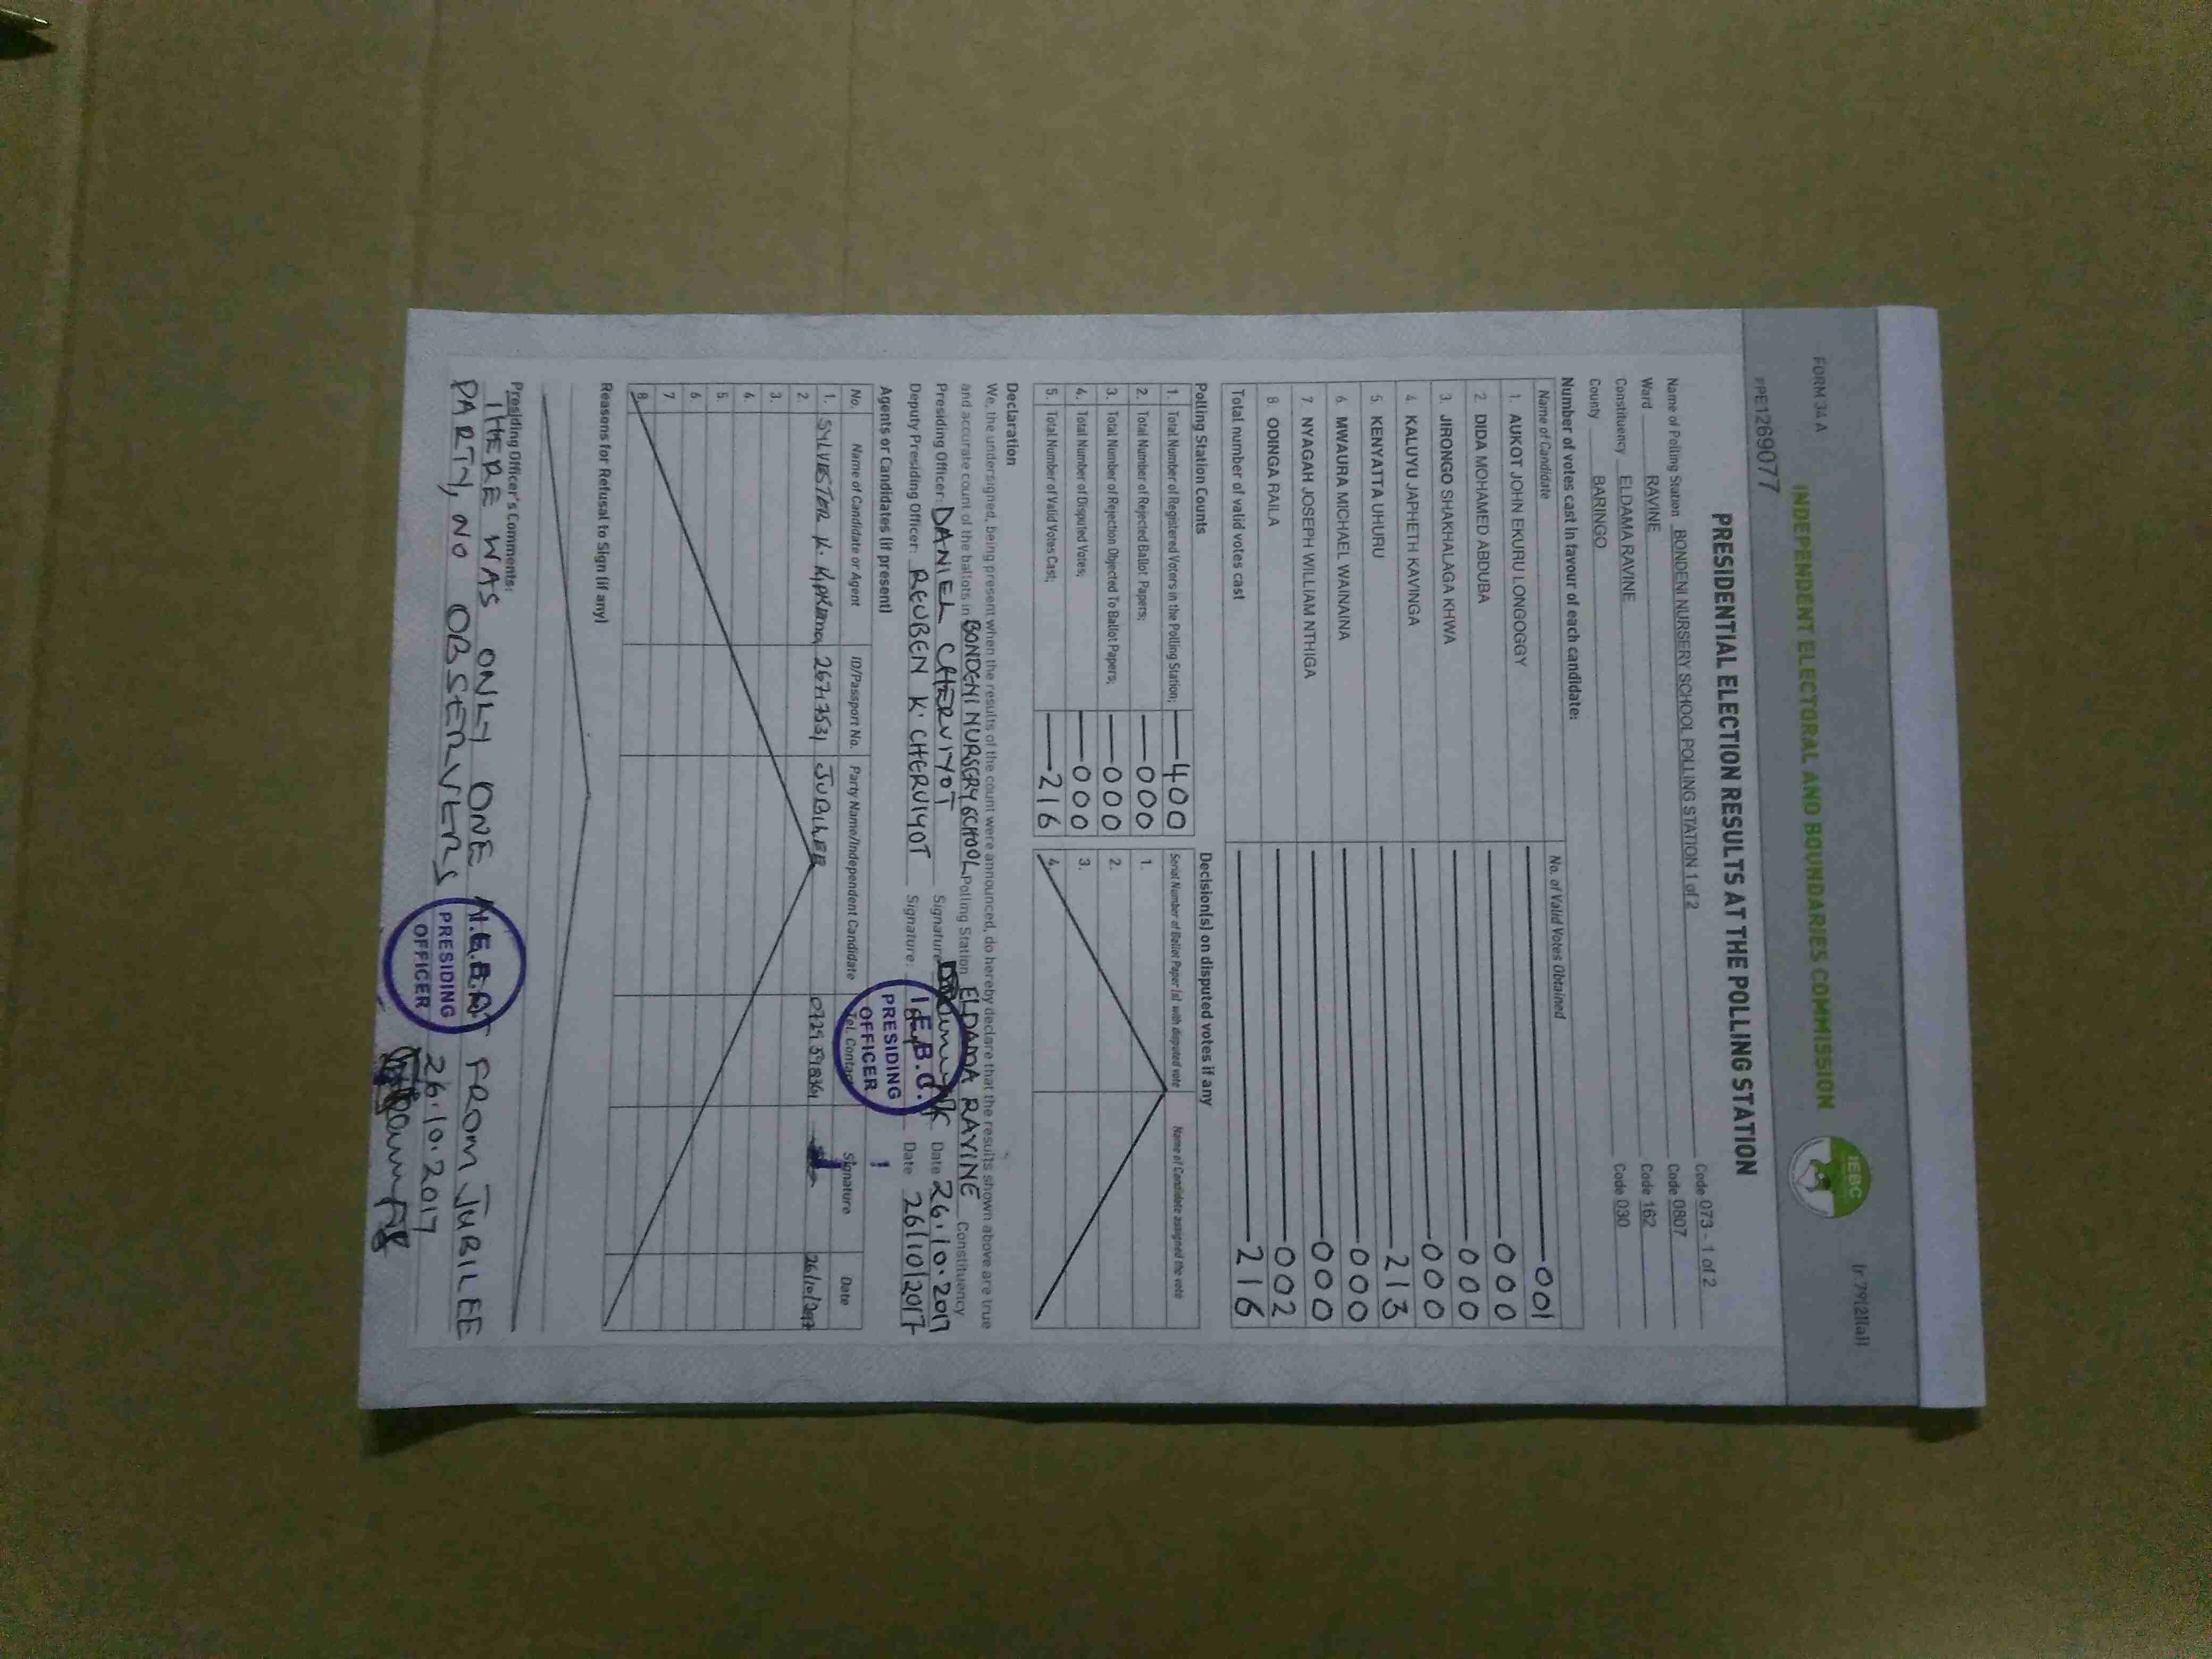 FORM 34 A
INDEPENDENT ELECTORAL AND BOUNDARIES COMMISSION
IEBC
(r 79(2)(a))
PPE1269077
PRESIDENTIAL ELECTION RESULTS AT THE POLLING STATION
Name of Polling Station BONDENI NURSERY SCHOOL POLLING STATION 1 of 2 Code 073 - 1 of 2
Ward RAVINE Code 0807
Constituency ELDAMA RAVINE Code 162
County BARINGO Code 030
Number of votes cast in favour of each candidate:
Name of Candidate No. of Valid Votes Obtained
1. AUKOT JOHN EKURU LONGOGGY 001
2. DIDA MOHAMED ABDUBA 000
3. JIRONGO SHAKHALAGA KHWA 000
4. KALUYU JAPHETH KAVINGA 000
5. KENYATTA UHURU 213
6. MWAURA MICHAEL WAINAINA 000
7. NYAGAH JOSEPH WILLIAM NTHIGA 000
8. ODINGA RAILA 002
Total number of valid votes cast 216
Polling Station Counts
1. Total Number of Registered Voters in the Polling Station; 400
2. Total Number of Rejected Ballot Papers; 000
3. Total Number of Rejection Objected To Ballot Papers; 000
4. Total Number of Disputed Votes; 000
5. Total Number of Valid Votes Cast; 216
Decision(s) on disputed votes if any
Serial Number of Ballot Paper (s) with disputed vote Name of Candidate assigned the vote
1.
2.
3.
4.
Declaration
We, the undersigned, being present when the results of the count were announced, do hereby declare that the results shown above are true
and accurate count of the ballots in BONDENI NURSERY SCHOOL Polling Station ELDAMA RAVINE Constituency
Presiding Officer: DANIEL CHERUIYOT Signature Date 26.10.2017
Deputy Presiding Officer: REUBEN K. CHERUIYOT Signature: Date 26/10/2017
I.E.B.C.
PRESIDING
OFFICER
Agents or Candidates (if present)
No. Name of Candidate or Agent ID/Passport No. Party Name/Independent Candidate Tel. Contact Signature Date
1. SYLVESTER K. 26717531 JUBILEE 26/10/2017
2.
3.
4.
5.
6.
7.
8.
Reasons for Refusal to Sign (if any)
Presiding Officer's Comments:
THERE WAS ONLY ONE FROM JUBILEE
PARTY, NO OBSERVERS 26.10.2017
PRESIDING
OFFICER